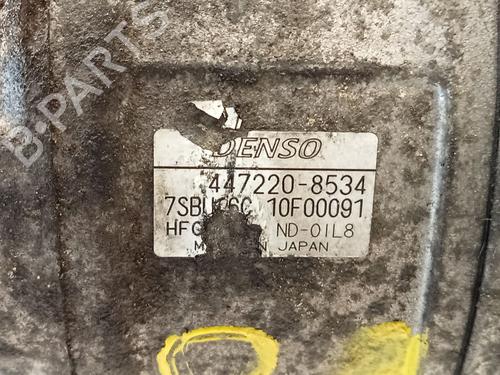 B-PARTS
DENSO
447220-8534
10F00091
ND-OIL8
JAPAN